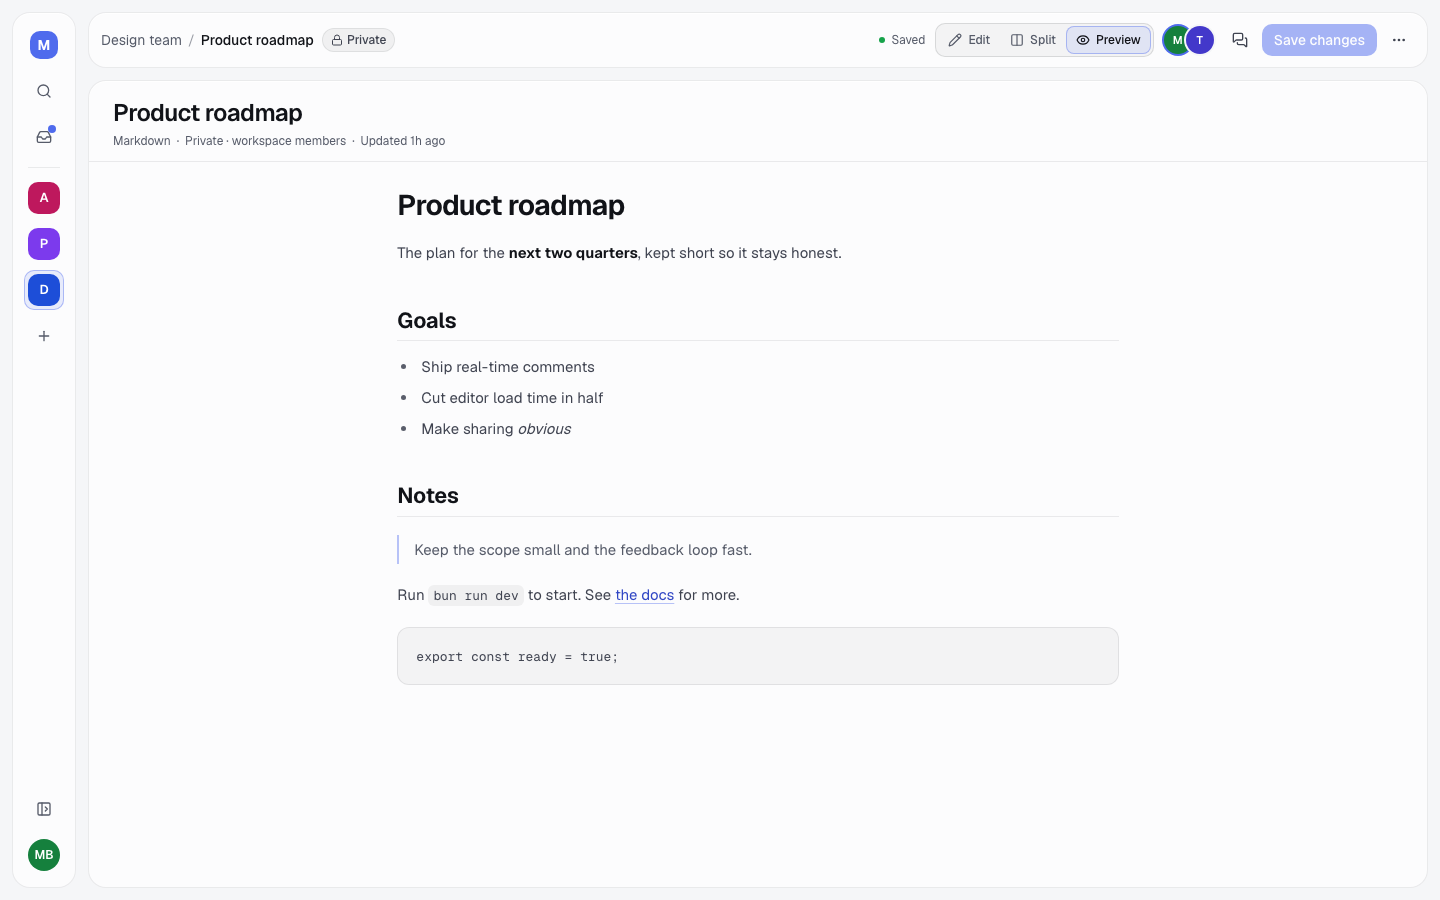 M
Design team / Product roadmap Private
Saved Edit Split Preview M T Save changes
A
P
D
MB
Product roadmap
Markdown · Private · workspace members · Updated 1h ago
Product roadmap
The plan for the next two quarters, kept short so it stays honest.
Goals
Ship real-time comments
Cut editor load time in half
Make sharing obvious
Notes
Keep the scope small and the feedback loop fast.
Run bun run dev to start. See the docs for more.
export const ready = true;